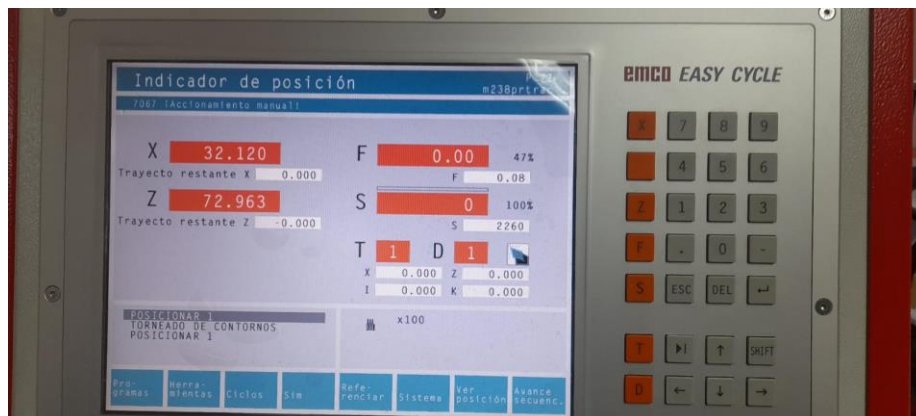 Indicador de posición
7067 (Accionamiento manual)
X 32.120
Trayecto restante X 0.000
Z 72.963
Trayecto restante Z -0.000
F 0.00 47%
F 0.08
S 0 100%
S 2260
T 1 D 1
X 0.000 Z 0.000
I 0.000 K 0.000
POSICIONAR 1
TORNEADO DE CONTORNOS
POSICIONAR 1
x100
Pro-
gramas
Herra-
mientas
Ciclos
Sim
Refe-
renciar
Sistema
Ver
posición
Avance
secuenc.
emco EASY CYCLE
X 7 8 9
4 5 6
Z 1 2 3
F . 0 -
S ESC DEL ↵
T ↑ SHIFT
D ← ↓ →